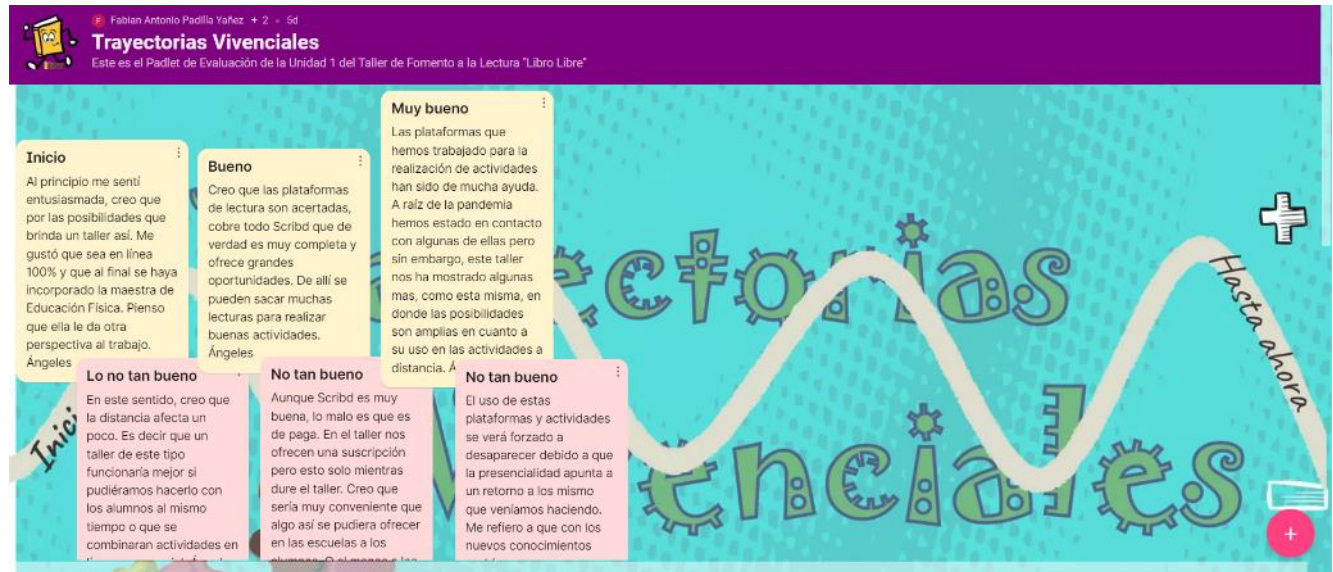 Fabian Antonio Padilla Yañez + 2 • 5d
Trayectorias Vivenciales
Este es el Padlet de Evaluación de la Unidad 1 del Taller de Fomento a la Lectura "Libro Libre"
Inicio
Al principio me sentí
entusiasmada, creo que
por las posibilidades que
brinda un taller así. Me
gustó que sea en línea
100% y que al final se haya
incorporado la maestra de
Educación Física. Pienso
que ella le da otra
perspectiva al trabajo.
Ángeles
Bueno
Creo que las plataformas
de lectura son acertadas,
cobre todo Scribd que de
verdad es muy completa y
ofrece grandes
oportunidades. De allí se
pueden sacar muchas
lecturas para realizar
buenas actividades.
Ángeles
Muy bueno
Las plataformas que
hemos trabajado para la
realización de actividades
han sido de mucha ayuda.
A raíz de la pandemia
hemos estado en contacto
con algunas de ellas pero
sin embargo, este taller
nos ha mostrado algunas
mas, como esta misma, en
donde las posibilidades
son amplias en cuanto a
su uso en las actividades a
distancia.
Lo no tan bueno
En este sentido, creo que
la distancia afecta un
poco. Es decir que un
taller de este tipo
funcionaría mejor si
pudiéramos hacerlo con
los alumnos al mismo
tiempo o que se
combinaran actividades en
No tan bueno
Aunque Scribd es muy
buena, lo malo es que es
de paga. En el taller nos
ofrecen una suscripción
pero esto solo mientras
dure el taller. Creo que
sería muy conveniente que
algo así se pudiera ofrecer
en las escuelas a los
No tan bueno
El uso de estas
plataformas y actividades
se verá forzado a
desaparecer debido a que
la presencialidad apunta a
un retorno a los mismo
que veníamos haciendo.
Me refiero a que con los
nuevos conocimientos
Inici
ectorias
enciales
Hasta ahora